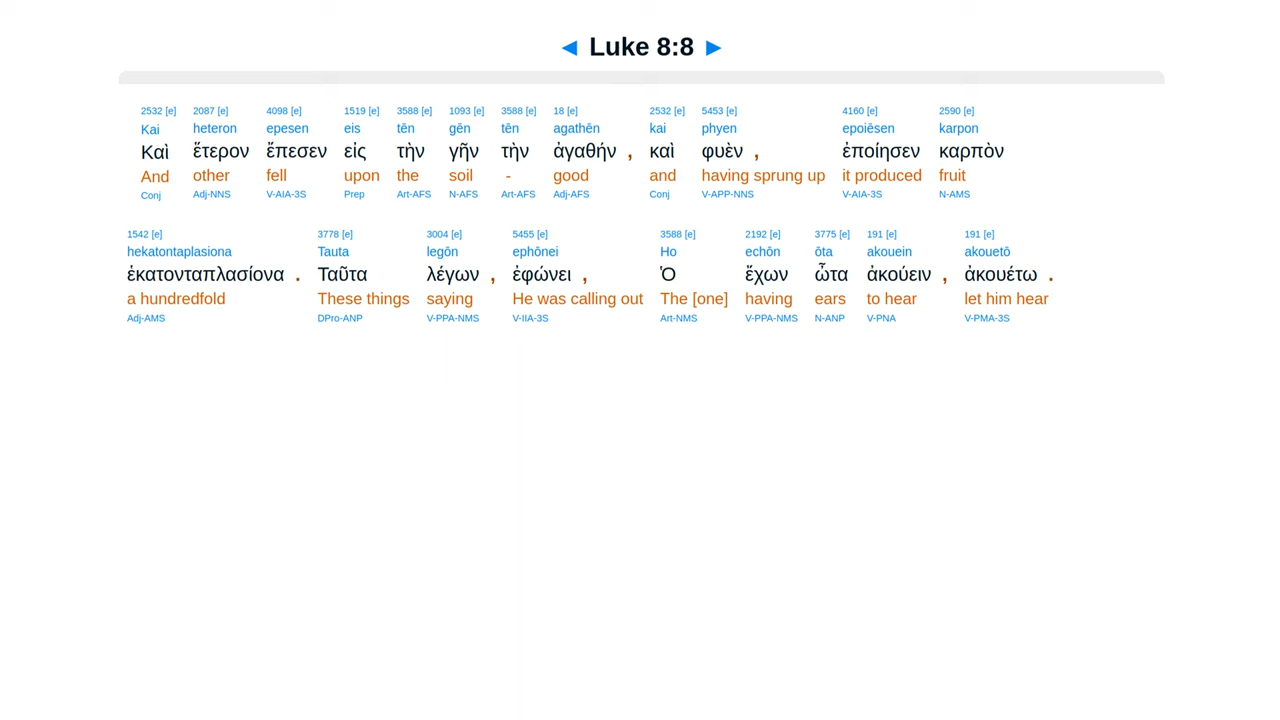 ◄ Luke 8:8 ►
2532 [e] 2087 [e] 4098 [e] 1519 [e] 3588 [e] 1093 [e] 3588 [e] 18 [e] 2532 [e] 5453 [e] 4160 [e] 2590 [e]
Kai heteron epesen eis tēn gēn tēn agathēn kai phyen epoiēsen karpon
Καὶ ἕτερον ἔπεσεν εἰς τὴν γῆν τὴν ἀγαθήν , καὶ φυὲν , ἐποίησεν καρπὸν
And other fell upon the soil - good and having sprung up it produced fruit
Conj Adj-NNS V-AIA-3S Prep Art-AFS N-AFS Art-AFS Adj-AFS Conj V-APP-NNS V-AIA-3S N-AMS
1542 [e] 3778 [e] 3004 [e] 5455 [e] 3588 [e] 2192 [e] 3775 [e] 191 [e] 191 [e]
hekatontaplasiona Tauta legōn ephōnei Ho echōn ōta akouein akouetō
ἑκατονταπλασίονα . Ταῦτα λέγων , ἐφώνει , Ὁ ἔχων ὦτα ἀκούειν , ἀκουέτω .
a hundredfold These things saying He was calling out The [one] having ears to hear let him hear
Adj-AMS DPro-ANP V-PPA-NMS V-IIA-3S Art-NMS V-PPA-NMS N-ANP V-PNA V-PMA-3S